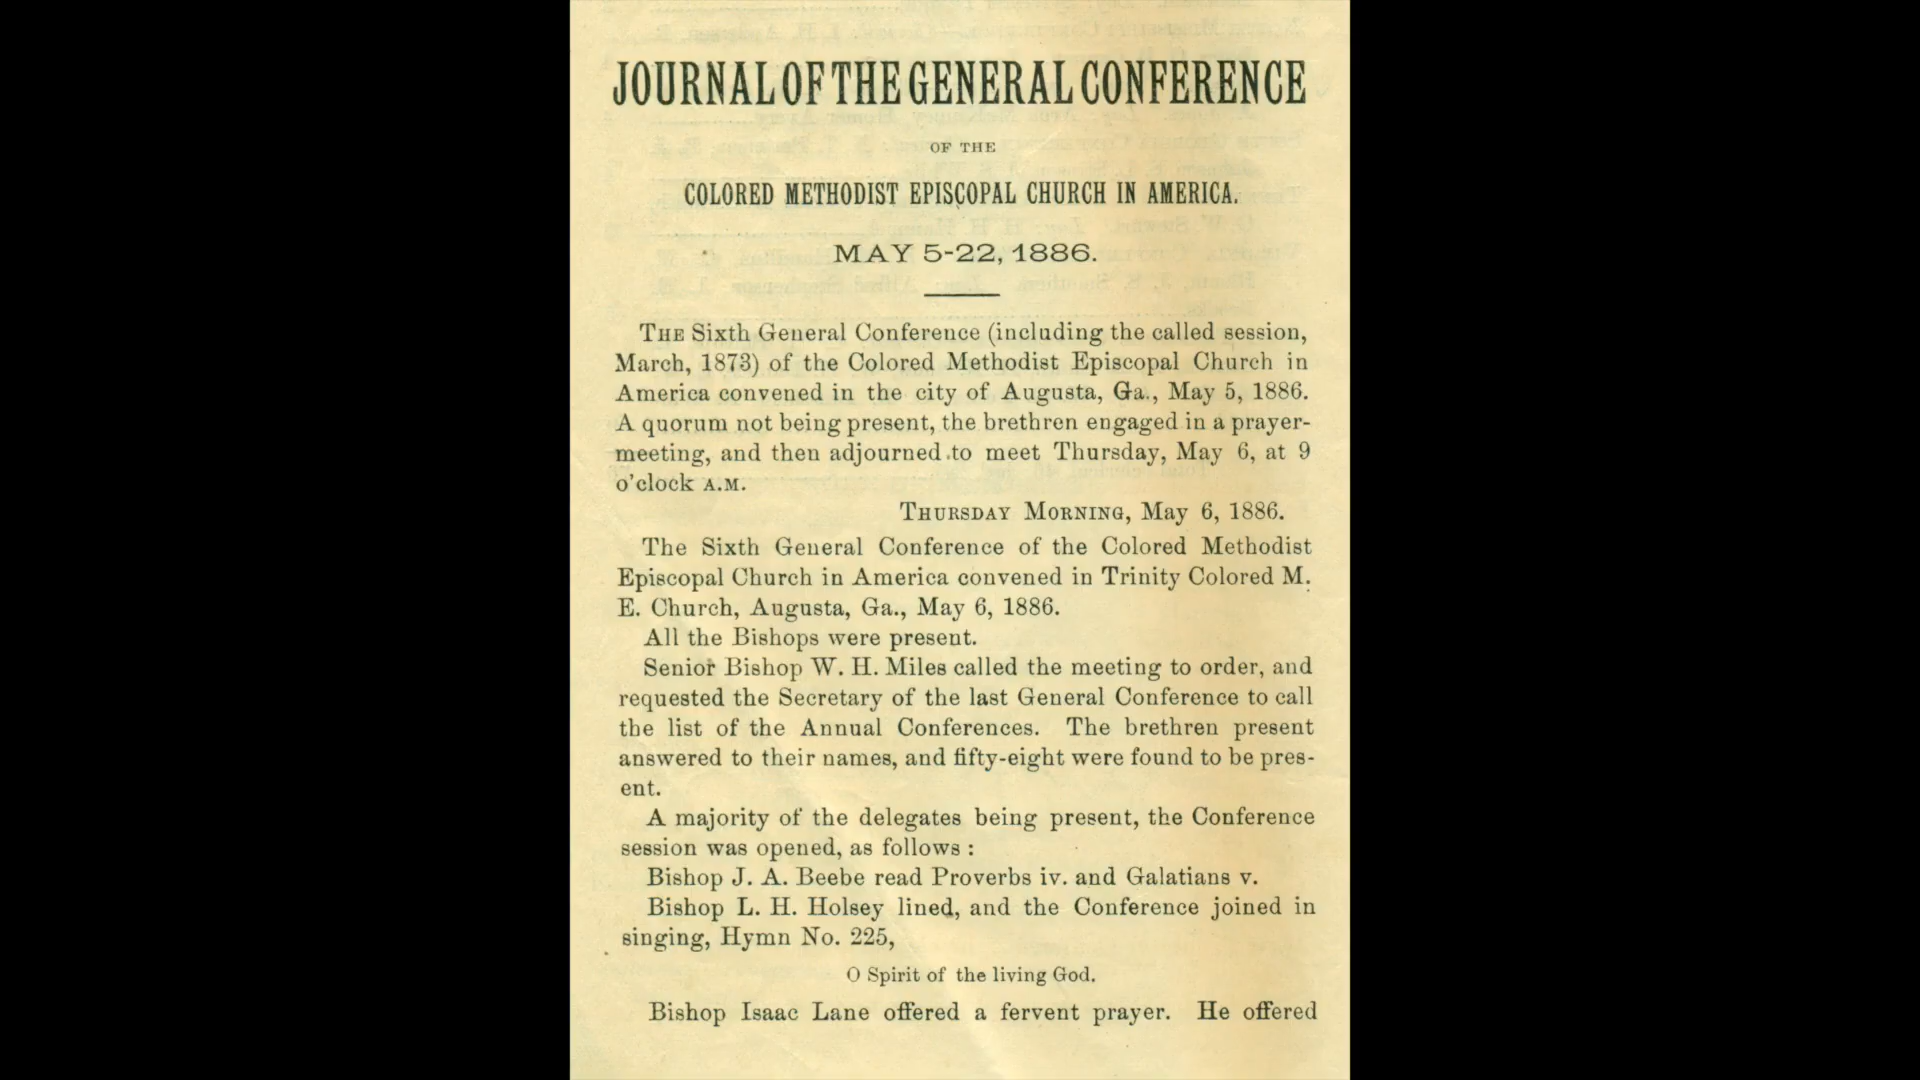 JOURNAL OF THE GENERAL CONFERENCE
OF THE
COLORED METHODIST EPISCOPAL CHURCH IN AMERICA.
MAY 5-22, 1886.
THE Sixth General Conference (including the called session,
March, 1873) of the Colored Methodist Episcopal Church in
America convened in the city of Augusta, Ga., May 5, 1886.
A quorum not being present, the brethren engaged in a prayer-
meeting, and then adjourned to meet Thursday, May 6, at 9
o'clock A.M.
THURSDAY MORNING, May 6, 1886.
The Sixth General Conference of the Colored Methodist
Episcopal Church in America convened in Trinity Colored M.
E. Church, Augusta, Ga., May 6, 1886.
All the Bishops were present.
Senior Bishop W. H. Miles called the meeting to order, and
requested the Secretary of the last General Conference to call
the list of the Annual Conferences. The brethren present
answered to their names, and fifty-eight were found to be pres-
ent.
A majority of the delegates being present, the Conference
session was opened, as follows :
Bishop J. A. Beebe read Proverbs iv. and Galatians v.
Bishop L. H. Holsey lined, and the Conference joined in
singing, Hymn No. 225,
O Spirit of the living God.
Bishop Isaac Lane offered a fervent prayer. He offered